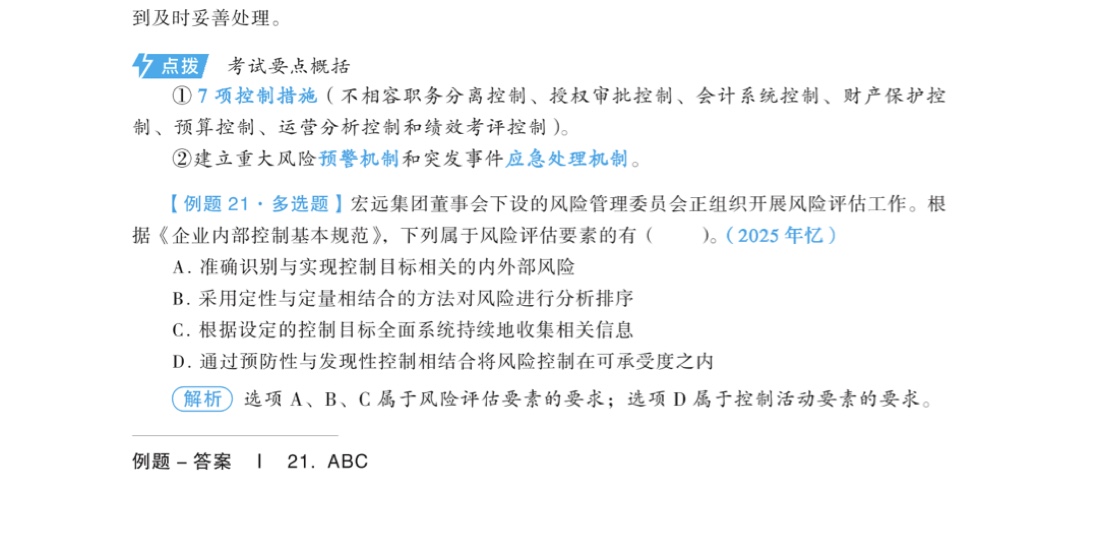 到及时妥善处理。
点拨 考试要点概括
①7 项控制措施（不相容职务分离控制、授权审批控制、会计系统控制、财产保护控
制、预算控制、运营分析控制和绩效考评控制）。
②建立重大风险预警机制和突发事件应急处理机制。
【例题 21·多选题】宏远集团董事会下设的风险管理委员会正组织开展风险评估工作。根
据《企业内部控制基本规范》，下列属于风险评估要素的有（ ）。（2025 年忆）
A. 准确识别与实现控制目标相关的内外部风险
B. 采用定性与定量相结合的方法对风险进行分析排序
C. 根据设定的控制目标全面系统持续地收集相关信息
D. 通过预防性与发现性控制相结合将风险控制在可承受度之内
解析 选项 A、B、C 属于风险评估要素的要求；选项 D 属于控制活动要素的要求。
例题－答案 | 21. ABC